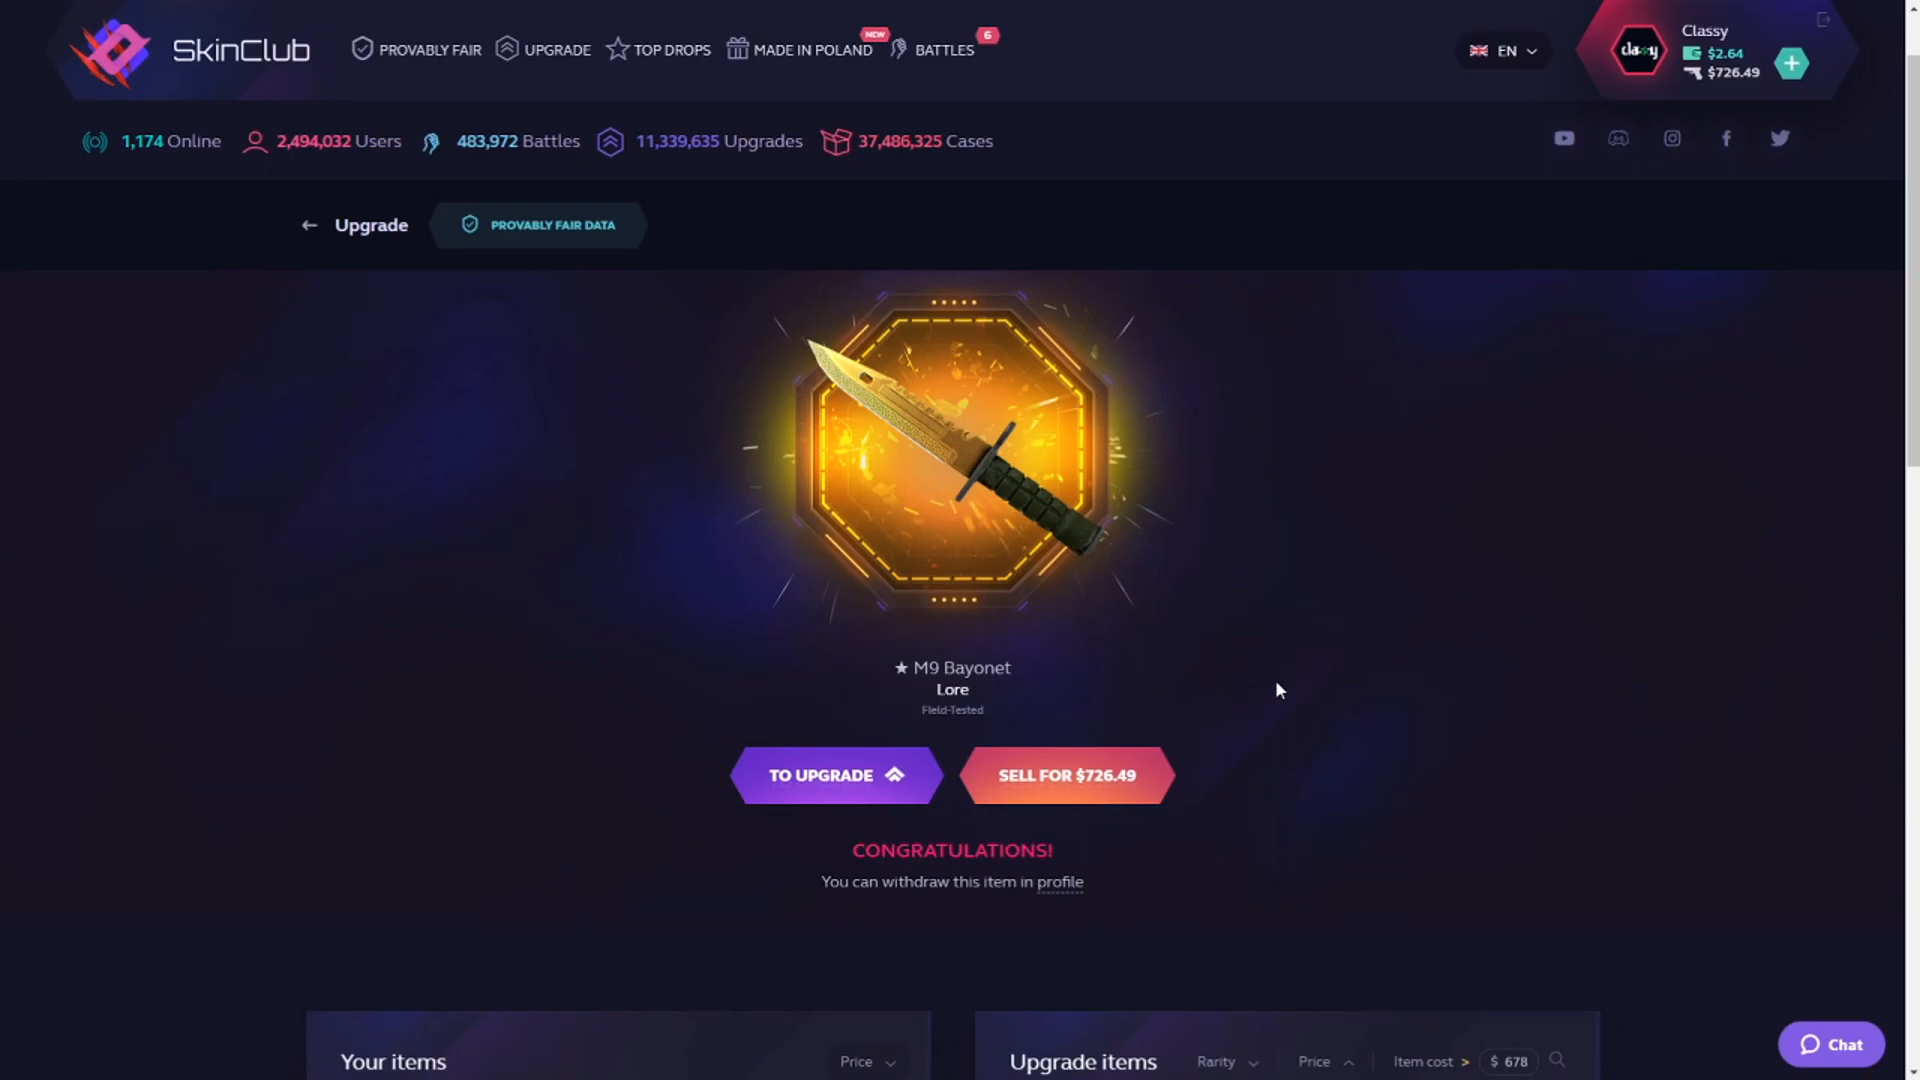 SkinClub
PROVABLY FAIR
UPGRADE
TOP DROPS
MADE IN POLAND
NEW
BATTLES
6
EN
classy
Classy
$2.64
$726.49
1,174 Online
2,494,032 Users
483,972 Battles
11,339,635 Upgrades
37,486,325 Cases
← Upgrade
PROVABLY FAIR DATA
★ M9 Bayonet
Lore
Field-Tested
TO UPGRADE
SELL FOR $726.49
CONGRATULATIONS!
You can withdraw this item in profile
Your items
Price
Upgrade items
Rarity
Price
Item cost >
$ 678
Chat